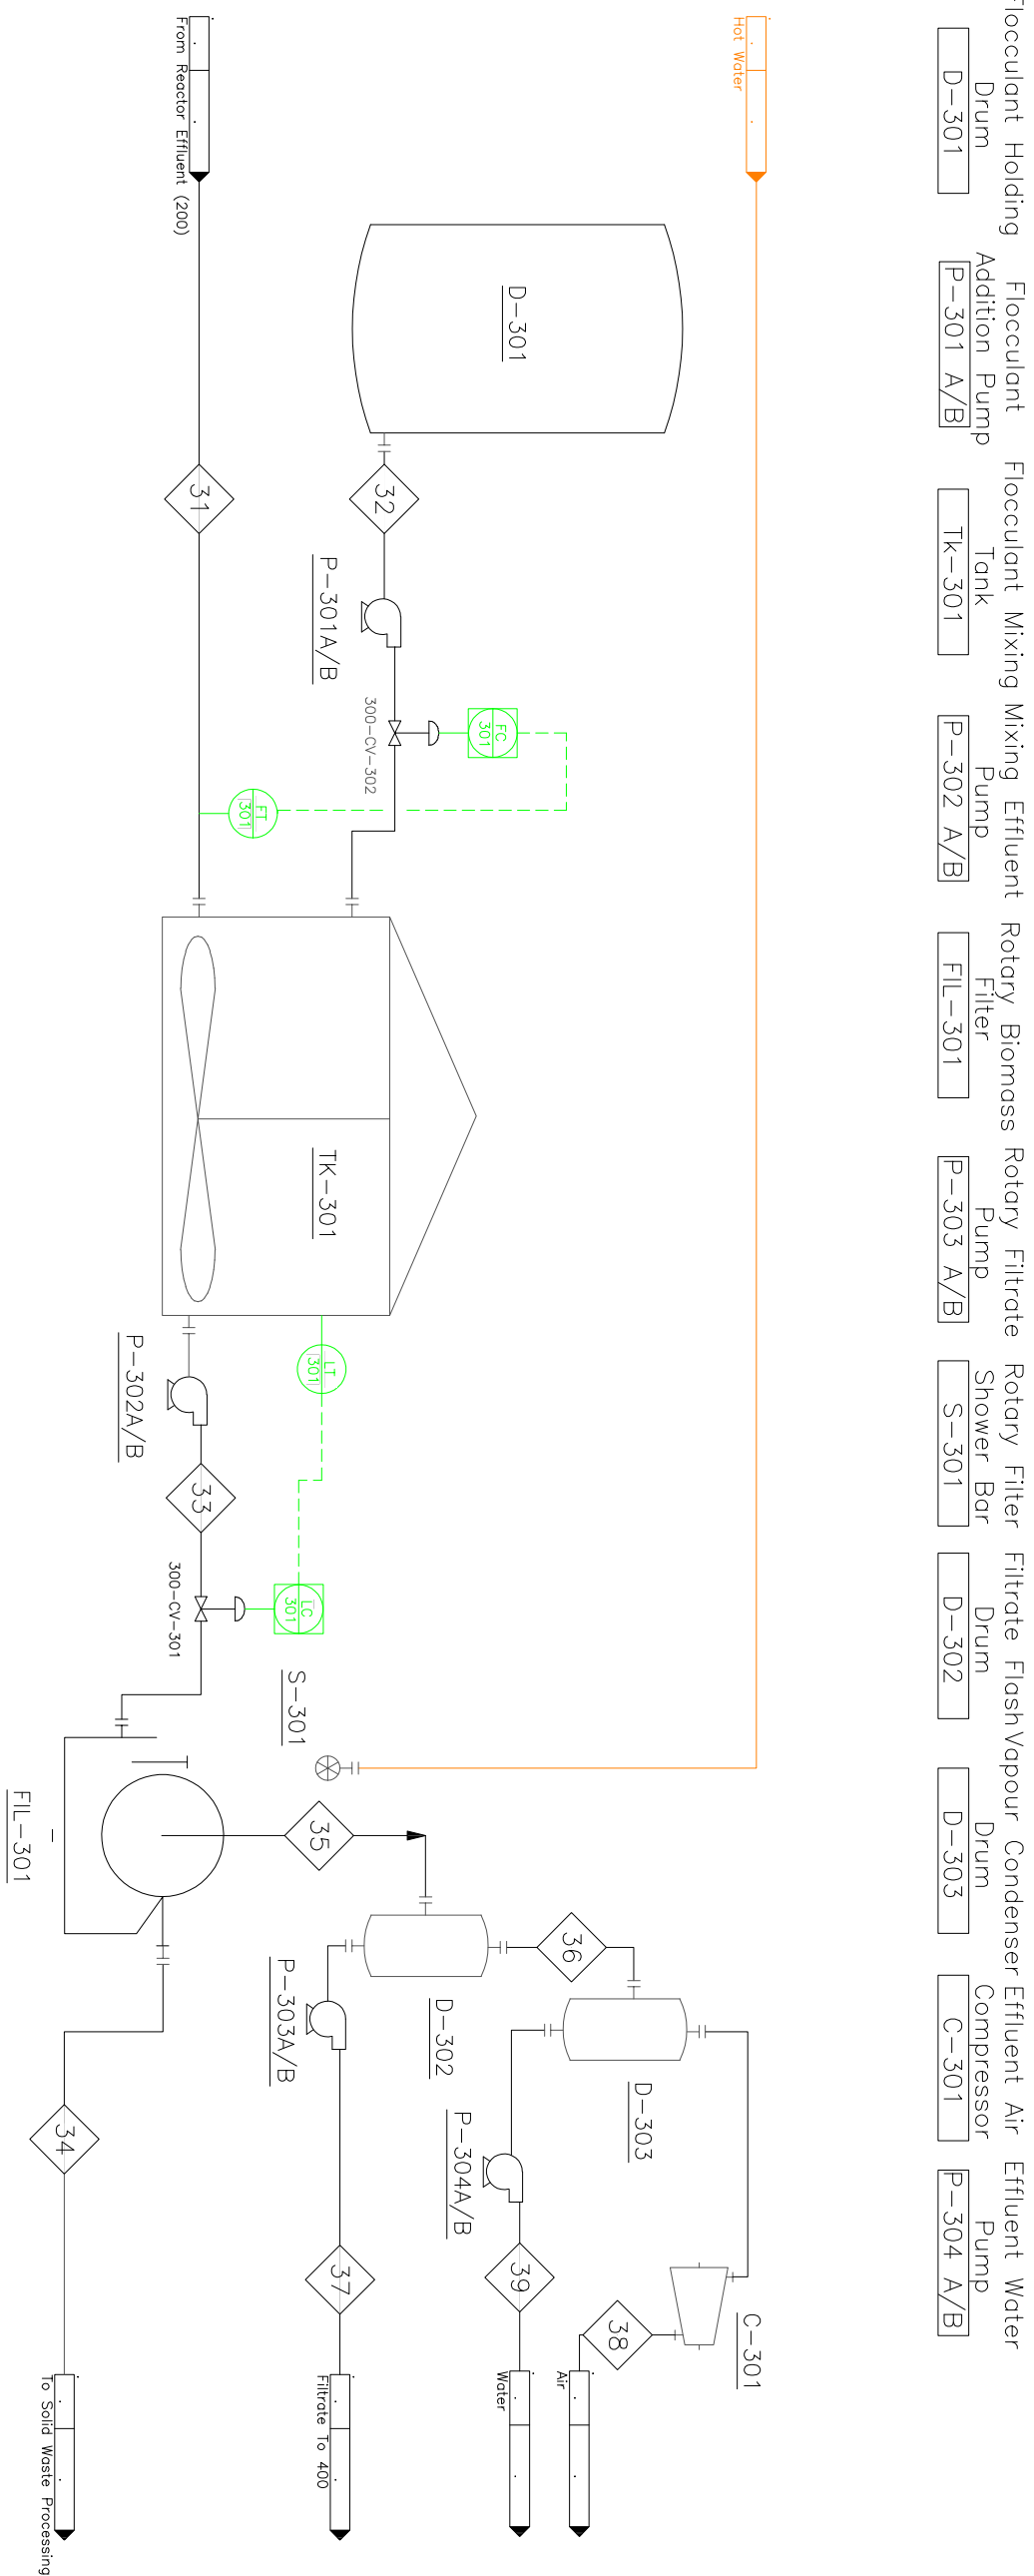 Flocculant Holding
Drum
D-301
Flocculant
Addition Pump
P-301 A/B
Flocculant Mixing
Tank
Tk-301
Mixing Effluent
Pump
P-302 A/B
Rotary Biomass
Filter
FIL-301
Rotary Filtrate
Pump
P-303 A/B
Rotary Filter
Shower Bar
S-301
Filtrate Flash
Drum
D-302
Vapour Condenser
Drum
D-303
Effluent Air
Compressor
C-301
Effluent Water
Pump
P-304 A/B
Hot Water
D-301
FC
301
32
P-301A/B
300-CV-302
FT
301
From Reactor Effluent (200)
31
TK-301
LT
301
P-302A/B
33
300-CV-301
LC
301
S-301
FIL-301
35
36
D-302
D-303
P-303A/B
P-304A/B
C-301
38
Air
39
Water
37
Filtrate To 400
34
To Solid Waste Processing